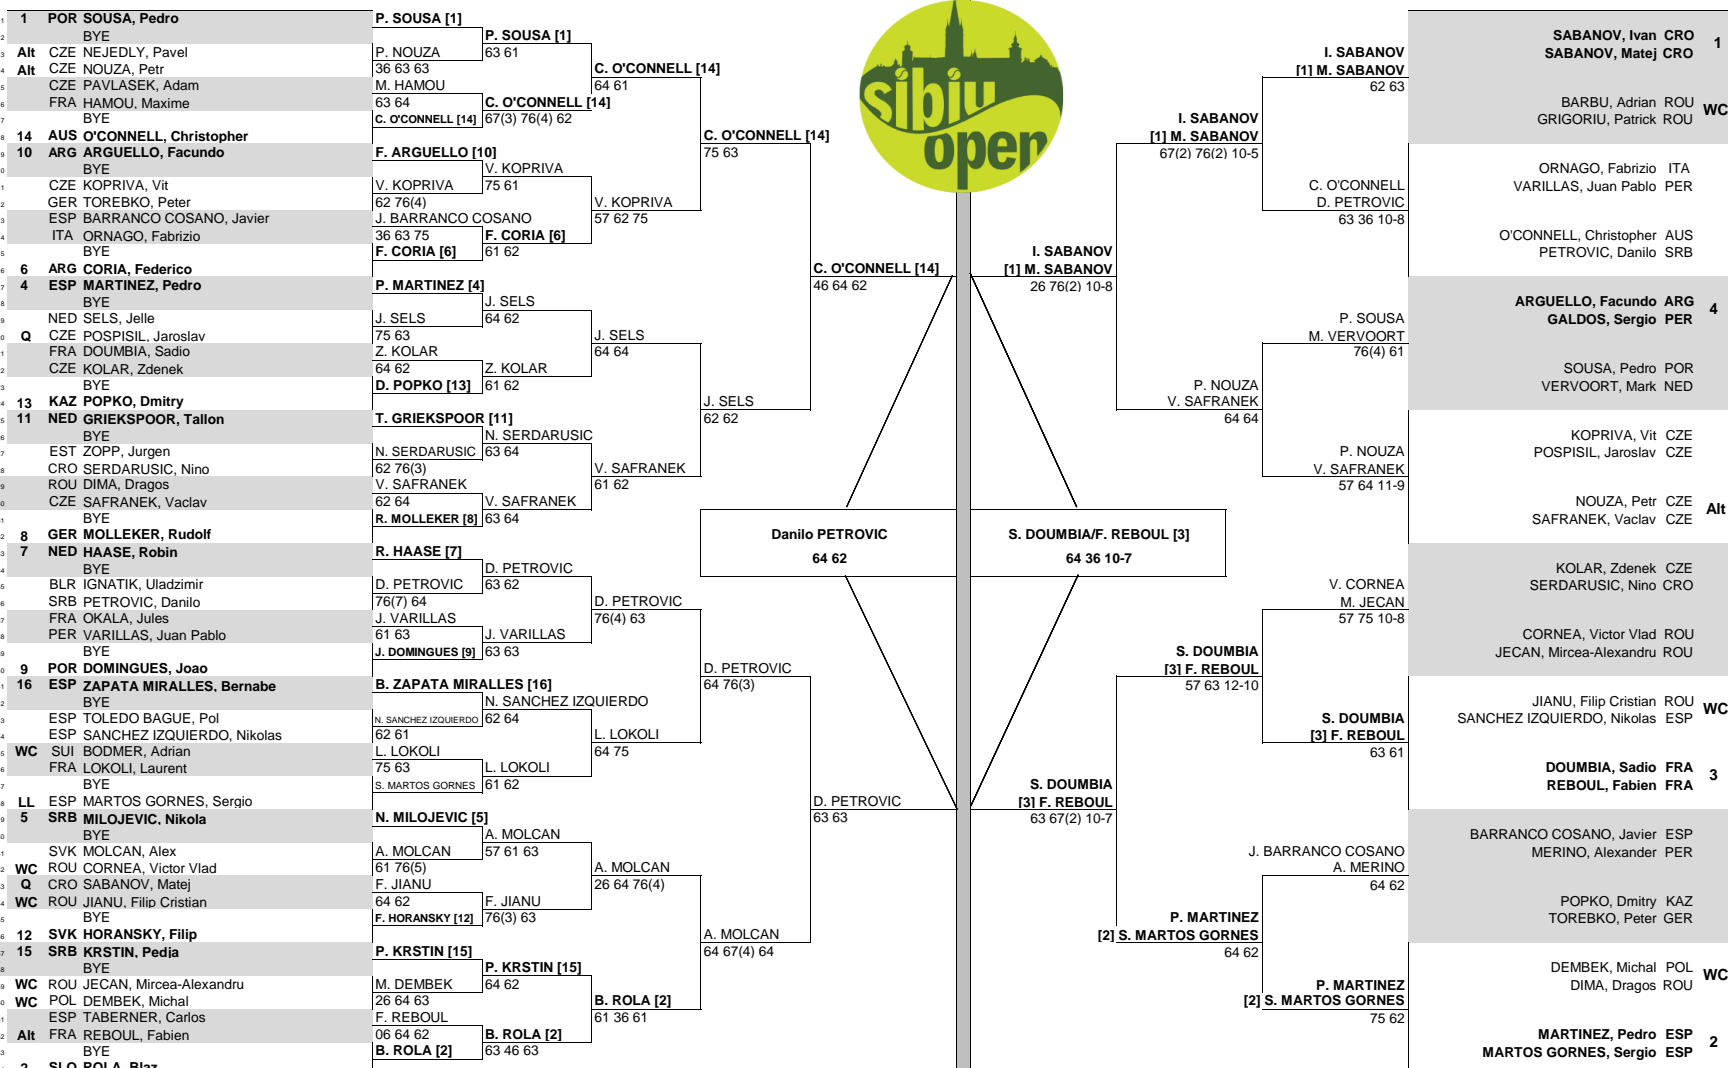 1 POR SOUSA, Pedro
BYE
Alt CZE NEJEDLY, Pavel
Alt CZE NOUZA, Petr
CZE PAVLASEK, Adam
FRA HAMOU, Maxime
BYE
14 AUS O'CONNELL, Christopher
10 ARG ARGUELLO, Facundo
BYE
CZE KOPRIVA, Vit
GER TOREBKO, Peter
ESP BARRANCO COSANO, Javier
ITA ORNAGO, Fabrizio
BYE
6 ARG CORIA, Federico
4 ESP MARTINEZ, Pedro
BYE
NED SELS, Jelle
Q CZE POSPISIL, Jaroslav
FRA DOUMBIA, Sadio
CZE KOLAR, Zdenek
BYE
13 KAZ POPKO, Dmitry
11 NED GRIEKSPOOR, Tallon
BYE
EST ZOPP, Jurgen
CRO SERDARUSIC, Nino
ROU DIMA, Dragos
CZE SAFRANEK, Vaclav
BYE
8 GER MOLLEKER, Rudolf
7 NED HAASE, Robin
BYE
BLR IGNATIK, Uladzimir
SRB PETROVIC, Danilo
FRA OKALA, Jules
PER VARILLAS, Juan Pablo
BYE
9 POR DOMINGUES, Joao
16 ESP ZAPATA MIRALLES, Bernabe
BYE
ESP TOLEDO BAGUE, Pol
ESP SANCHEZ IZQUIERDO, Nikolas
WC SUI BODMER, Adrian
FRA LOKOLI, Laurent
BYE
LL ESP MARTOS GORNES, Sergio
5 SRB MILOJEVIC, Nikola
BYE
SVK MOLCAN, Alex
WC ROU CORNEA, Victor Vlad
Q CRO SABANOV, Matej
WC ROU JIANU, Filip Cristian
BYE
12 SVK HORANSKY, Filip
15 SRB KRSTIN, Pedja
BYE
WC ROU JECAN, Mircea-Alexandru
WC POL DEMBEK, Michal
ESP TABERNER, Carlos
Alt FRA REBOUL, Fabien
BYE
2 SLO ROLA, Blaz
P. SOUSA [1]
P. NOUZA
36 63 63
M. HAMOU
63 64
C. O'CONNELL [14]
F. ARGUELLO [10]
V. KOPRIVA
62 76(4)
J. BARRANCO COSANO
36 63 75
F. CORIA [6]
P. MARTINEZ [4]
J. SELS
75 63
Z. KOLAR
64 62
D. POPKO [13]
T. GRIEKSPOOR [11]
N. SERDARUSIC
62 76(3)
V. SAFRANEK
62 64
R. MOLLEKER [8]
R. HAASE [7]
D. PETROVIC
76(7) 64
J. VARILLAS
61 63
J. DOMINGUES [9]
B. ZAPATA MIRALLES [16]
N. SANCHEZ IZQUIERDO
62 61
L. LOKOLI
75 63
S. MARTOS GORNES
N. MILOJEVIC [5]
A. MOLCAN
61 76(5)
F. JIANU
64 62
F. HORANSKY [12]
P. KRSTIN [15]
M. DEMBEK
26 64 63
F. REBOUL
06 64 62
B. ROLA [2]
P. SOUSA [1]
63 61
C. O'CONNELL [14]
67(3) 76(4) 62
V. KOPRIVA
75 61
F. CORIA [6]
61 62
J. SELS
64 62
Z. KOLAR
61 62
N. SERDARUSIC
63 64
V. SAFRANEK
63 64
D. PETROVIC
63 62
J. VARILLAS
63 63
N. SANCHEZ IZQUIERDO
62 64
L. LOKOLI
61 62
A. MOLCAN
57 61 63
F. JIANU
76(3) 63
P. KRSTIN [15]
64 62
B. ROLA [2]
63 46 63
C. O'CONNELL [14]
64 61
V. KOPRIVA
57 62 75
J. SELS
64 64
V. SAFRANEK
61 62
D. PETROVIC
76(4) 63
L. LOKOLI
64 75
A. MOLCAN
26 64 76(4)
B. ROLA [2]
61 36 61
C. O'CONNELL [14]
75 63
J. SELS
62 62
D. PETROVIC
64 76(3)
A. MOLCAN
64 67(4) 64
C. O'CONNELL [14]
46 64 62
D. PETROVIC
63 63
Danilo PETROVIC
64 62
sibiu
open
S. DOUMBIA/F. REBOUL [3]
64 36 10-7
I. SABANOV
[1] M. SABANOV
26 76(2) 10-8
S. DOUMBIA
[3] F. REBOUL
63 67(2) 10-7
I. SABANOV
[1] M. SABANOV
67(2) 76(2) 10-5
P. NOUZA
V. SAFRANEK
64 64
S. DOUMBIA
[3] F. REBOUL
57 63 12-10
P. MARTINEZ
[2] S. MARTOS GORNES
64 62
I. SABANOV
[1] M. SABANOV
62 63
C. O'CONNELL
D. PETROVIC
63 36 10-8
P. SOUSA
M. VERVOORT
76(4) 61
P. NOUZA
V. SAFRANEK
57 64 11-9
V. CORNEA
M. JECAN
57 75 10-8
S. DOUMBIA
[3] F. REBOUL
63 61
J. BARRANCO COSANO
A. MERINO
64 62
P. MARTINEZ
[2] S. MARTOS GORNES
75 62
SABANOV, Ivan CRO 1
SABANOV, Matej CRO
BARBU, Adrian ROU WC
GRIGORIU, Patrick ROU
ORNAGO, Fabrizio ITA
VARILLAS, Juan Pablo PER
O'CONNELL, Christopher AUS
PETROVIC, Danilo SRB
ARGUELLO, Facundo ARG 4
GALDOS, Sergio PER
SOUSA, Pedro POR
VERVOORT, Mark NED
KOPRIVA, Vit CZE
POSPISIL, Jaroslav CZE
NOUZA, Petr CZE Alt
SAFRANEK, Vaclav CZE
KOLAR, Zdenek CZE
SERDARUSIC, Nino CRO
CORNEA, Victor Vlad ROU
JECAN, Mircea-Alexandru ROU
JIANU, Filip Cristian ROU WC
SANCHEZ IZQUIERDO, Nikolas ESP
DOUMBIA, Sadio FRA 3
REBOUL, Fabien FRA
BARRANCO COSANO, Javier ESP
MERINO, Alexander PER
POPKO, Dmitry KAZ
TOREBKO, Peter GER
DEMBEK, Michal POL WC
DIMA, Dragos ROU
MARTINEZ, Pedro ESP 2
MARTOS GORNES, Sergio ESP